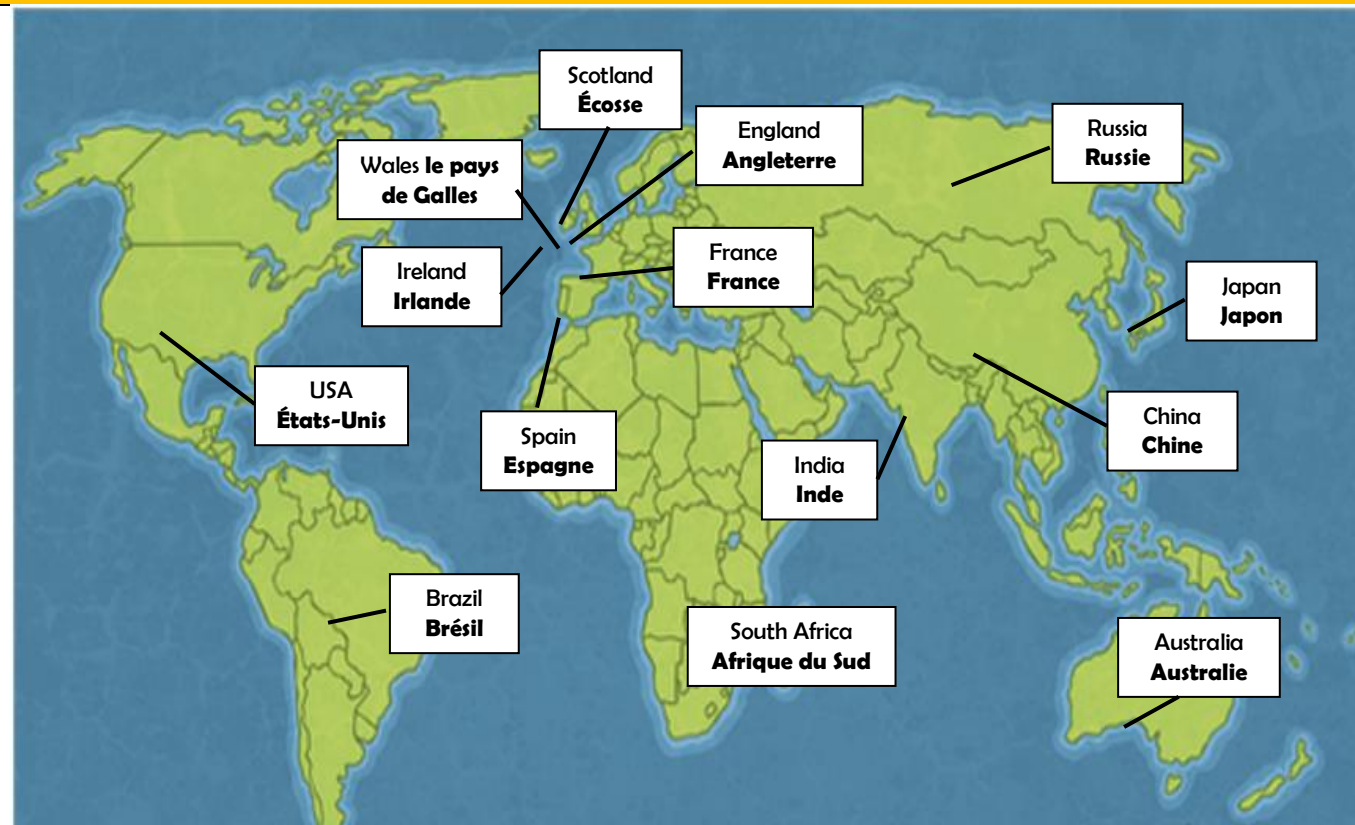 Scotland
Écosse
England
Angleterre
Russia
Russie
Wales le pays
de Galles
Ireland
Irlande
France
France
Japan
Japon
USA
États-Unis
Spain
Espagne
India
Inde
China
Chine
Brazil
Brésil
South Africa
Afrique du Sud
Australia
Australie